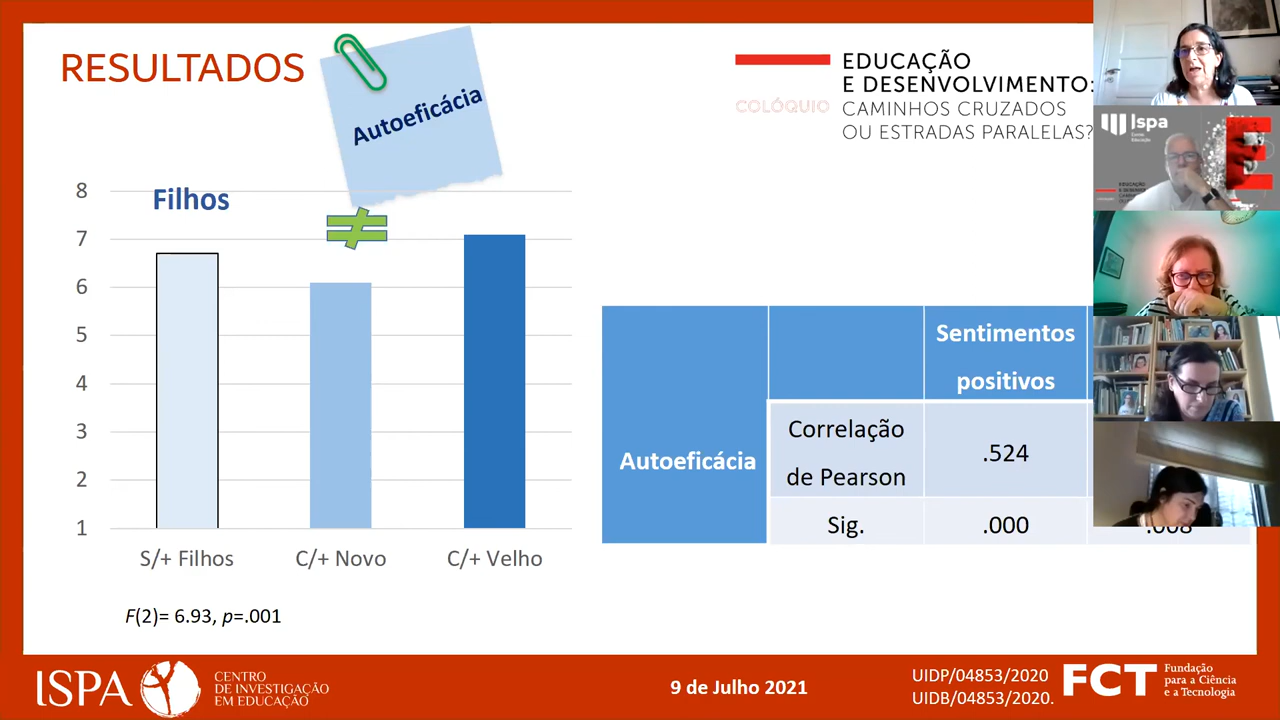 RESULTADOS
Autoeficácia
COLÓQUIO
EDUCAÇÃO
E DESENVOLVIMENTO:
CAMINHOS CRUZADOS
OU ESTRADAS PARALELAS?
Ispa
E
Filhos
8
7
6
5
4
3
2
1
S/+ Filhos
C/+ Novo
C/+ Velho
F(2)= 6.93, p=.001
Sentimentos
positivos
Autoeficácia
Correlação
de Pearson
.524
Sig.
.000
.008
ISPA
CENTRO
DE INVESTIGAÇÃO
EM EDUCAÇÃO
9 de Julho 2021
UIDP/04853/2020
UIDB/04853/2020.
FCT
Fundação
para a Ciência
e a Tecnologia